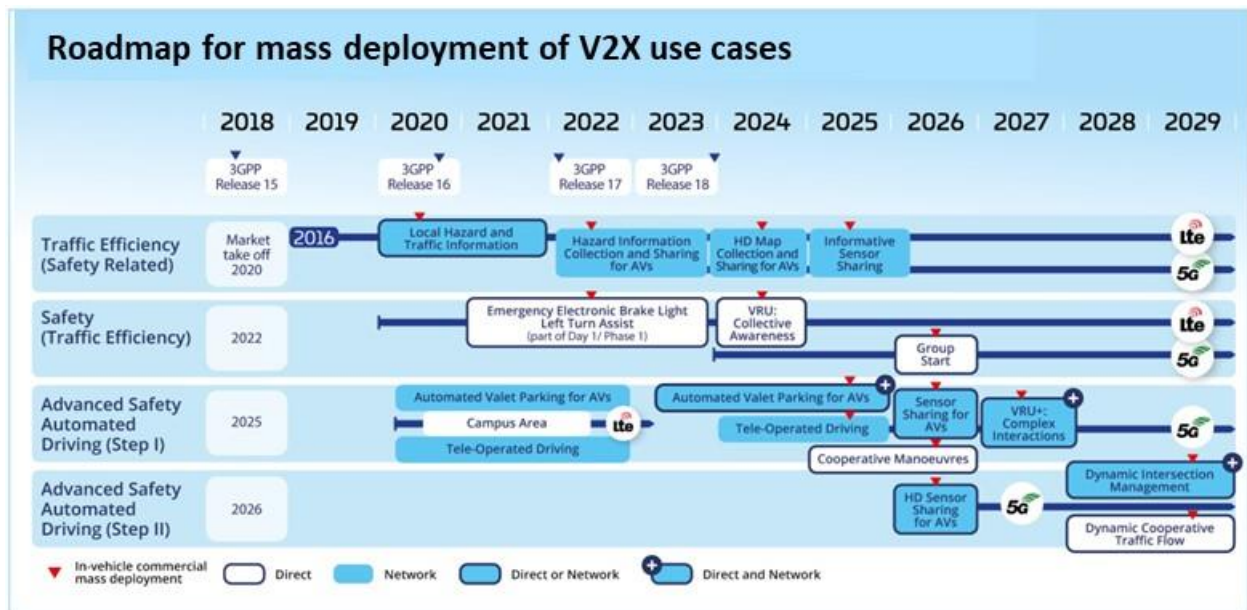 Roadmap for mass deployment of V2X use cases
2018 2019 2020 2021 2022 2023 2024 2025 2026 2027 2028 2029
3GPP
Release 15
3GPP
Release 16
3GPP
Release 17
3GPP
Release 18
Traffic Efficiency
(Safety Related)
Market
take off
2020
2016
Local Hazard and
Traffic Information
Hazard Information
Collection and Sharing
for AVs
HD Map
Collection and
Sharing for AVs
Informative
Sensor
Sharing
LTE
5G
Safety
(Traffic Efficiency)
2022
Emergency Electronic Brake Light
Left Turn Assist
(part of Day 1/ Phase 1)
VRU:
Collective
Awareness
Group
Start
LTE
5G
Advanced Safety
Automated
Driving (Step I)
2025
Automated Valet Parking for AVs
Campus Area
LTE
Tele-Operated Driving
Automated Valet Parking for AVs
+
Tele-Operated Driving
Sensor
Sharing for
AVs
Cooperative Manoeuvres
VRU+:
Complex
Interactions
+
5G
Advanced Safety
Automated
Driving (Step II)
2026
HD Sensor
Sharing
for AVs
5G
Dynamic Intersection
Management
+
Dynamic Cooperative
Traffic Flow
In-vehicle commercial
mass deployment
Direct
Network
Direct or Network
+
Direct and Network